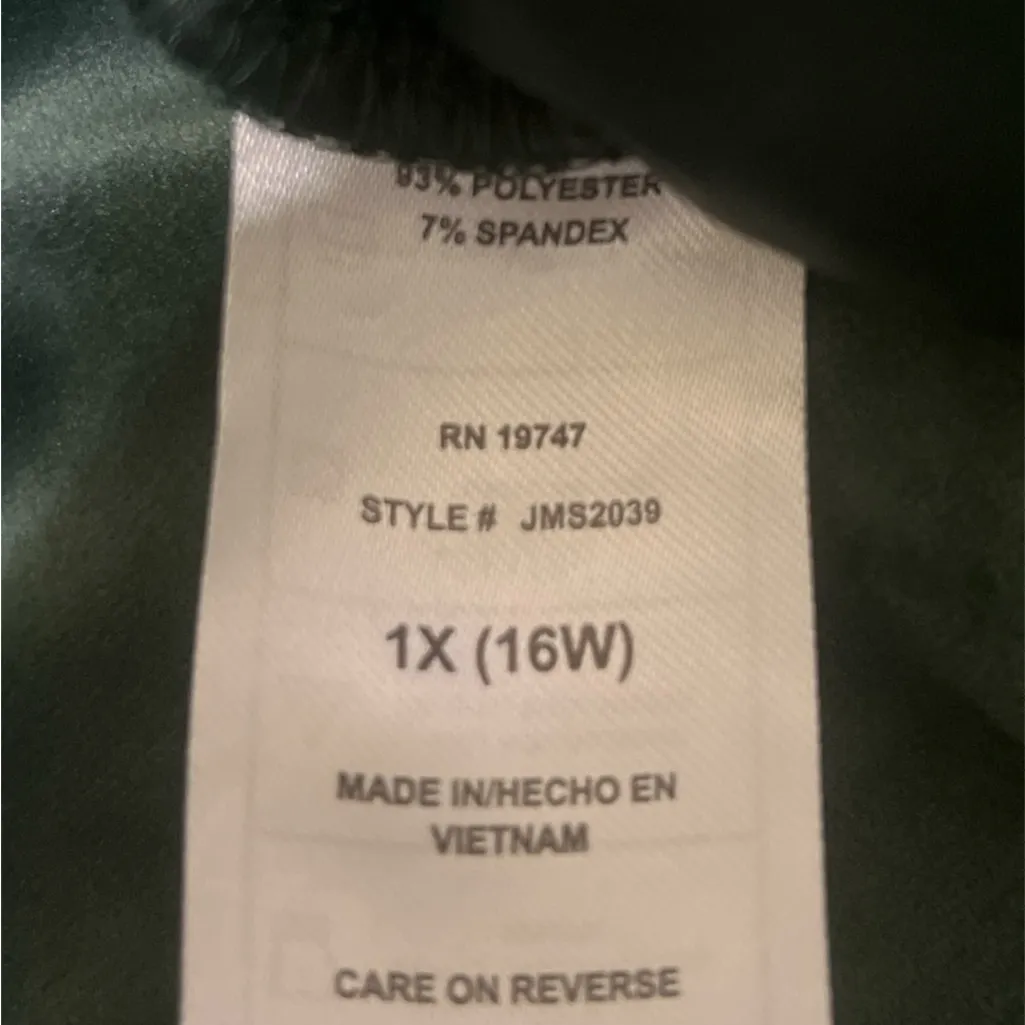 93% POLYESTER
7% SPANDEX
RN 19747
STYLE # JMS2039
1X (16W)
MADE IN/HECHO EN
VIETNAM
CARE ON REVERSE